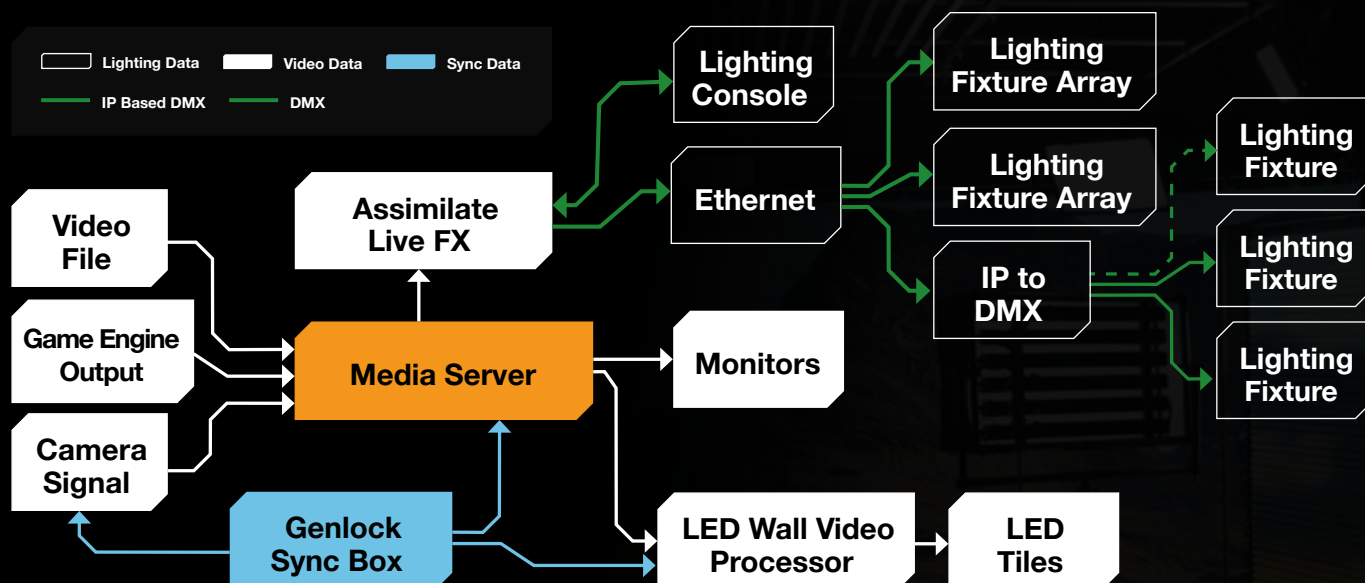 Lighting Data
Video Data
Sync Data
IP Based DMX
DMX
Lighting
Console
Lighting
Fixture Array
Lighting
Fixture Array
Lighting
Fixture
Ethernet
Assimilate
Live FX
Video
File
IP to
DMX
Lighting
Fixture
Game Engine
Output
Media Server
Monitors
Lighting
Fixture
Camera
Signal
Genlock
Sync Box
LED Wall Video
Processor
LED
Tiles